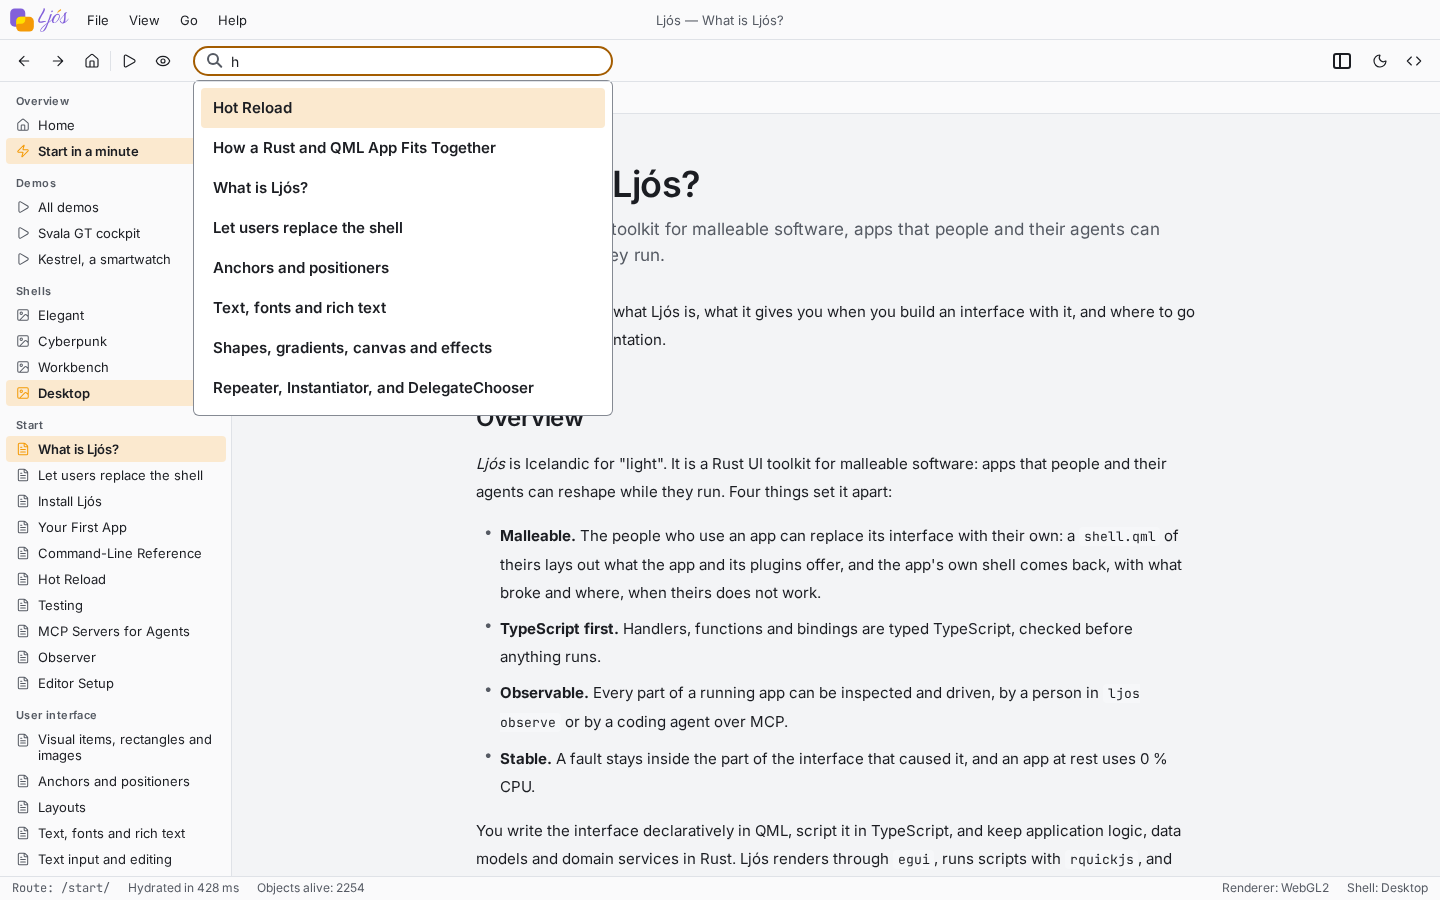 Ljós
File
View
Go
Help
Ljós — What is Ljós?
h
Hot Reload
How a Rust and QML App Fits Together
What is Ljós?
Let users replace the shell
Anchors and positioners
Text, fonts and rich text
Shapes, gradients, canvas and effects
Repeater, Instantiator, and DelegateChooser
Overview
Home
Start in a minute
Demos
All demos
Svala GT cockpit
Kestrel, a smartwatch
Shells
Elegant
Cyberpunk
Workbench
Desktop
Start
What is Ljós?
Let users replace the shell
Install Ljós
Your First App
Command-Line Reference
Hot Reload
Testing
MCP Servers for Agents
Observer
Editor Setup
User interface
Visual items, rectangles and
images
Anchors and positioners
Layouts
Text, fonts and rich text
Text input and editing
Ljós?
toolkit for malleable software, apps that people and their agents can
ey run.
what Ljós is, what it gives you when you build an interface with it, and where to go
ntation.
Overview
Ljós is Icelandic for "light". It is a Rust UI toolkit for malleable software: apps that people and their
agents can reshape while they run. Four things set it apart:
• Malleable. The people who use an app can replace its interface with their own: a shell.qml of
theirs lays out what the app and its plugins offer, and the app's own shell comes back, with what
broke and where, when theirs does not work.
• TypeScript first. Handlers, functions and bindings are typed TypeScript, checked before
anything runs.
• Observable. Every part of a running app can be inspected and driven, by a person in ljos
observe or by a coding agent over MCP.
• Stable. A fault stays inside the part of the interface that caused it, and an app at rest uses 0 %
CPU.
You write the interface declaratively in QML, script it in TypeScript, and keep application logic, data
models and domain services in Rust. Ljós renders through egui, runs scripts with rquickjs, and
Route: /start/
Hydrated in 428 ms
Objects alive: 2254
Renderer: WebGL2
Shell: Desktop